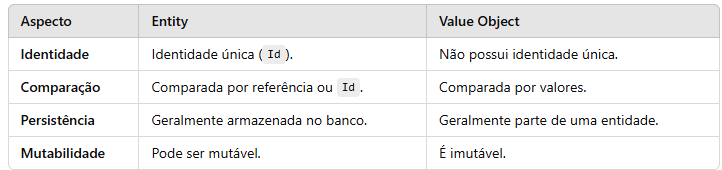 Aspecto Entity Value Object
Identidade Identidade única ( Id ). Não possui identidade única.
Comparação Comparada por referência ou Id . Comparada por valores.
Persistência Geralmente armazenada no banco. Geralmente parte de uma entidade.
Mutabilidade Pode ser mutável. É imutável.